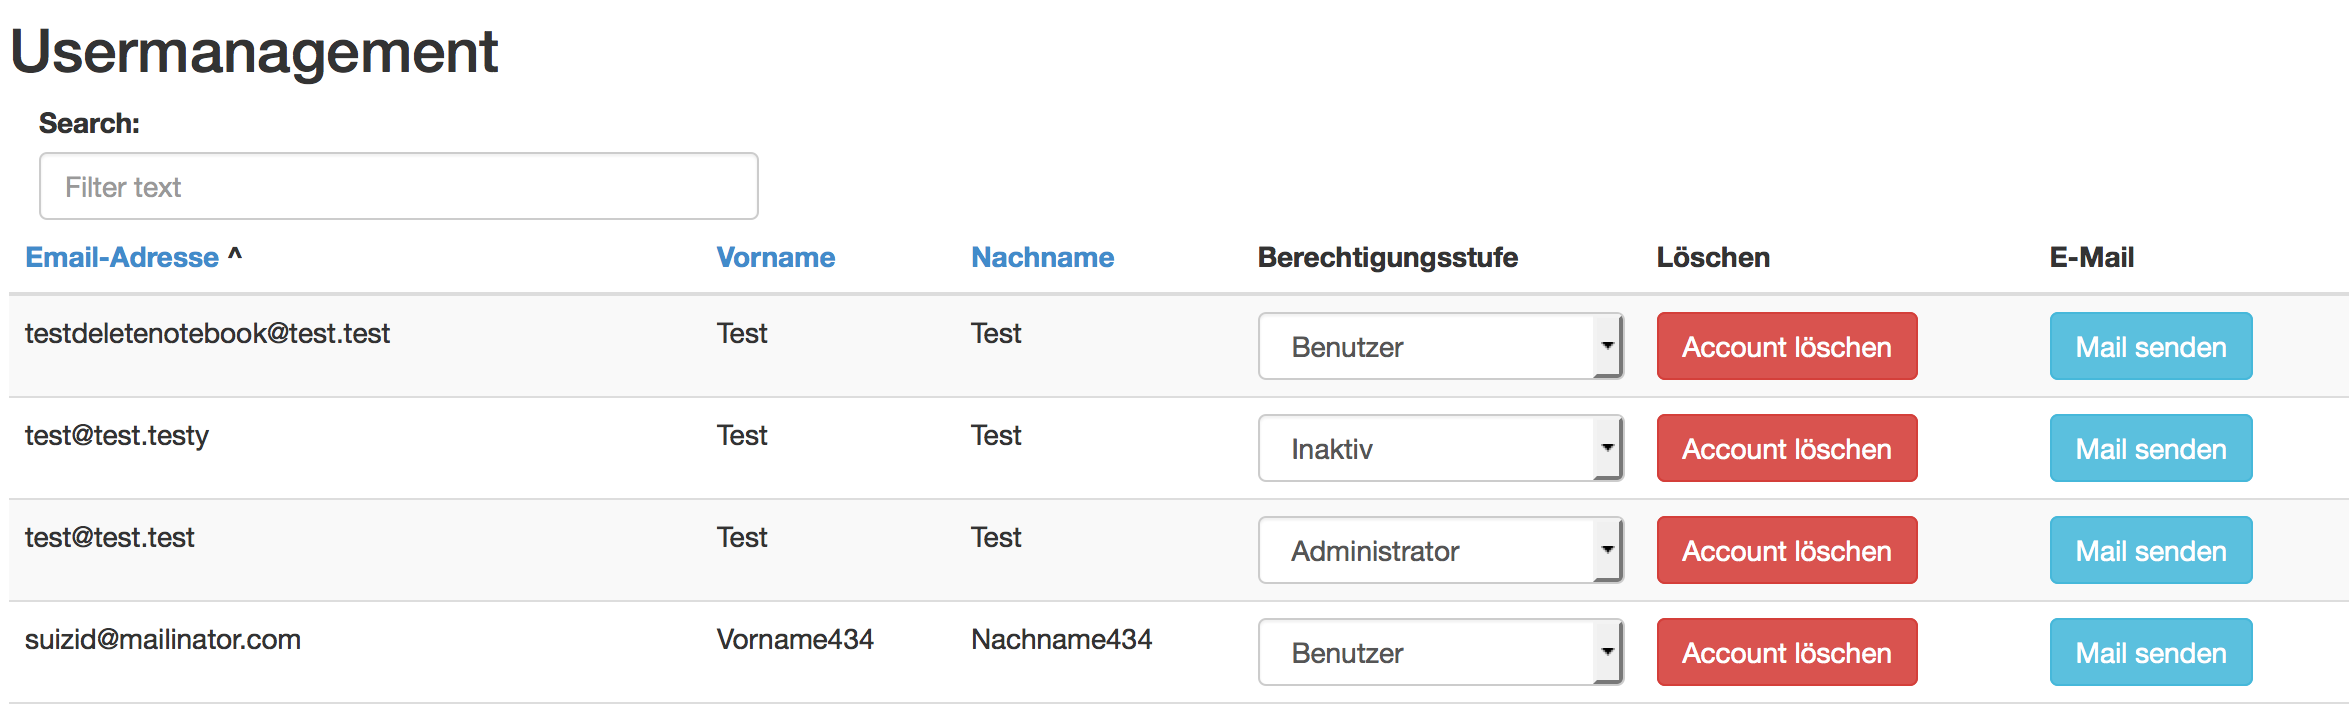 Usermanagement
Search:
Filter text
Email-Adresse ^ Vorname Nachname Berechtigungsstufe Löschen E-Mail
testdeletenotebook@test.test Test Test Benutzer Account löschen Mail senden
test@test.testy Test Test Inaktiv Account löschen Mail senden
test@test.test Test Test Administrator Account löschen Mail senden
suizid@mailinator.com Vorname434 Nachname434 Benutzer Account löschen Mail senden